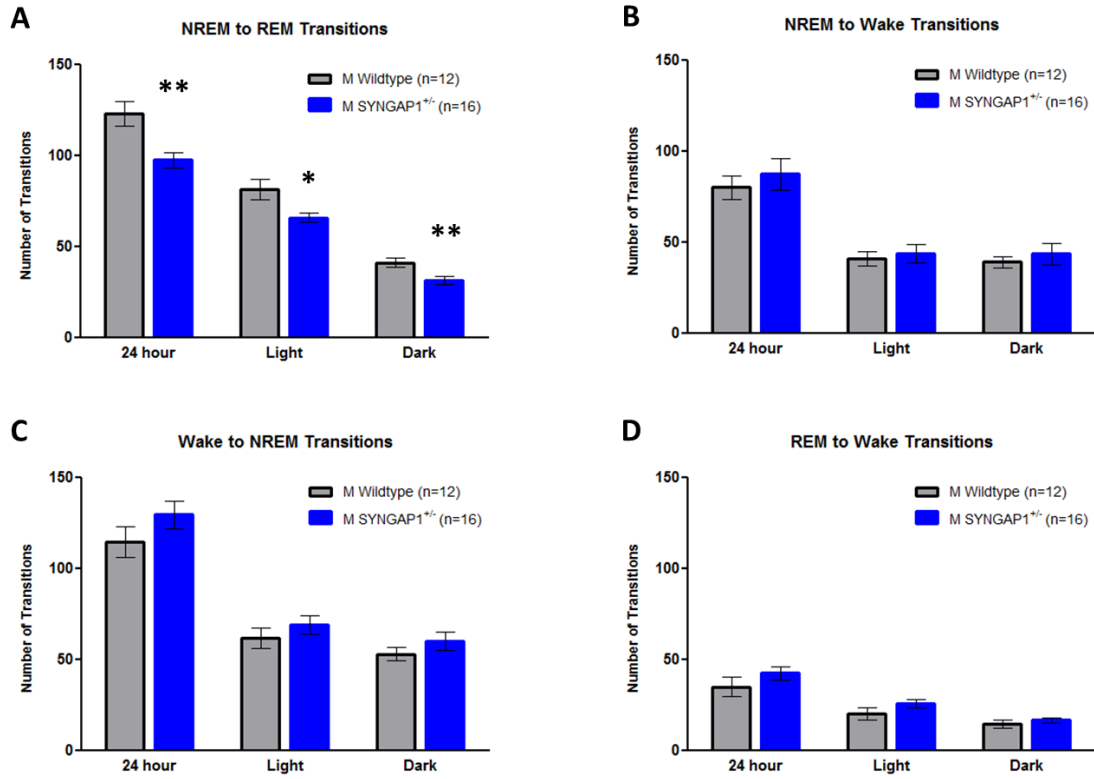 A
NREM to REM Transitions
Number of Transitions
150
100
50
0
M Wildtype (n=12)
M SYNGAP1+/- (n=16)
**
*
**
24 hour Light Dark
B
NREM to Wake Transitions
Number of Transitions
150
100
50
0
M Wildtype (n=12)
M SYNGAP1+/- (n=16)
24 hour Light Dark
C
Wake to NREM Transitions
Number of Transitions
150
100
50
0
M Wildtype (n=12)
M SYNGAP1+/- (n=16)
24 hour Light Dark
D
REM to Wake Transitions
Number of Transitions
150
100
50
0
M Wildtype (n=12)
M SYNGAP1+/- (n=16)
24 hour Light Dark